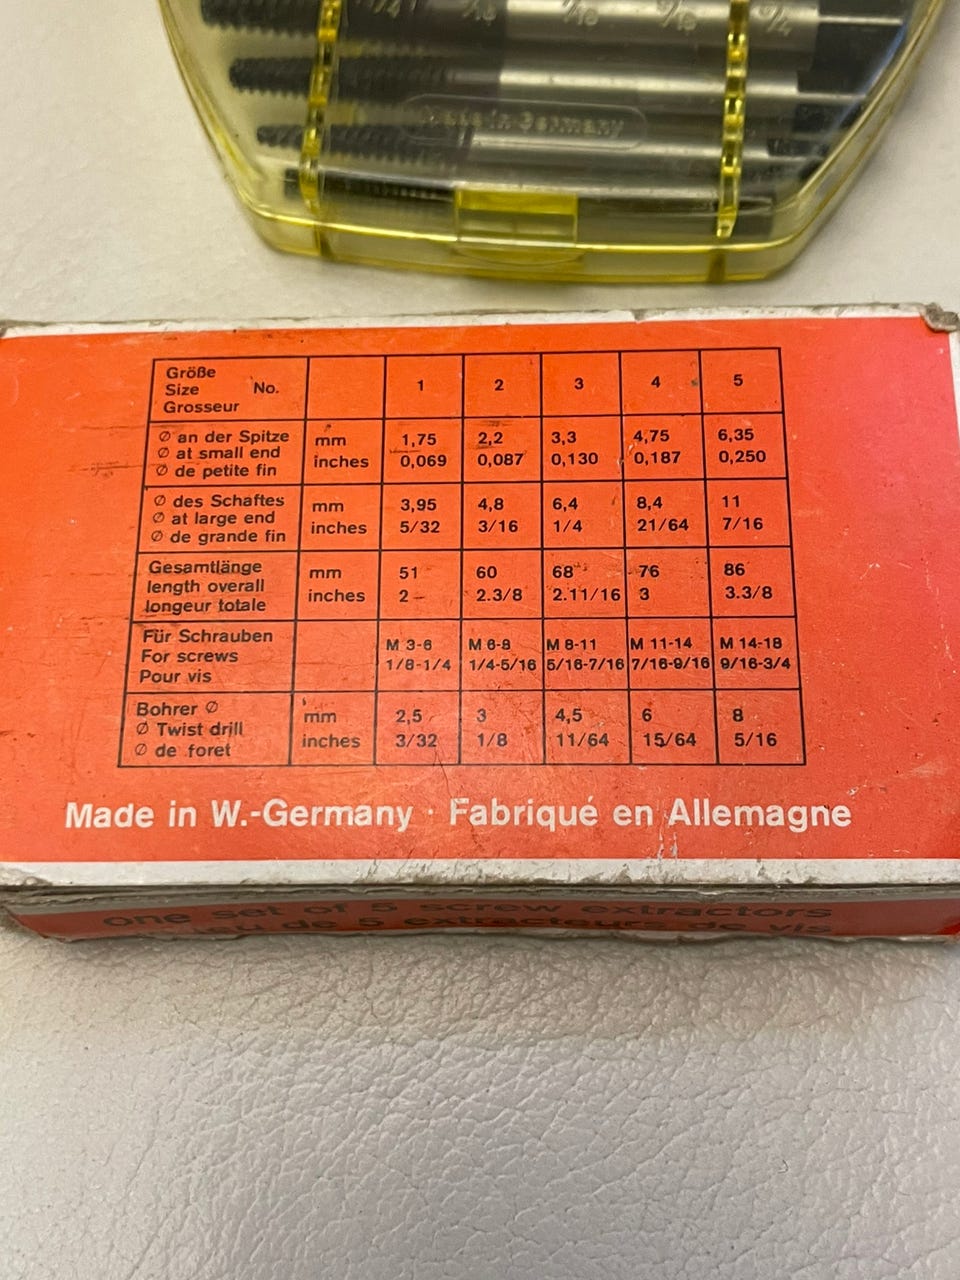 Made in Germany
Größe
Size No.
Grosseur
1 2 3 4 5
∅ an der Spitze
∅ at small end
∅ de petite fin
mm 1,75 2,2 3,3 4,75 6,35
inches 0,069 0,087 0,130 0,187 0,250
∅ des Schaftes
∅ at large end
∅ de grande fin
mm 3,95 4,8 6,4 8,4 11
inches 5/32 3/16 1/4 21/64 7/16
Gesamtlänge
length overall
longeur totale
mm 51 60 68 76 86
inches 2 2.3/8 2.11/16 3 3.3/8
Für Schrauben
For screws
Pour vis
M 3-6 M 6-8 M 8-11 M 11-14 M 14-18
1/8-1/4 1/4-5/16 5/16-7/16 7/16-9/16 9/16-3/4
Bohrer ∅
∅ Twist drill
∅ de foret
mm 2,5 3 4,5 6 8
inches 3/32 1/8 11/64 15/64 5/16
Made in W.-Germany · Fabriqué en Allemagne
one set of 5 screw extractors
jeu de 5 extracteurs de vis